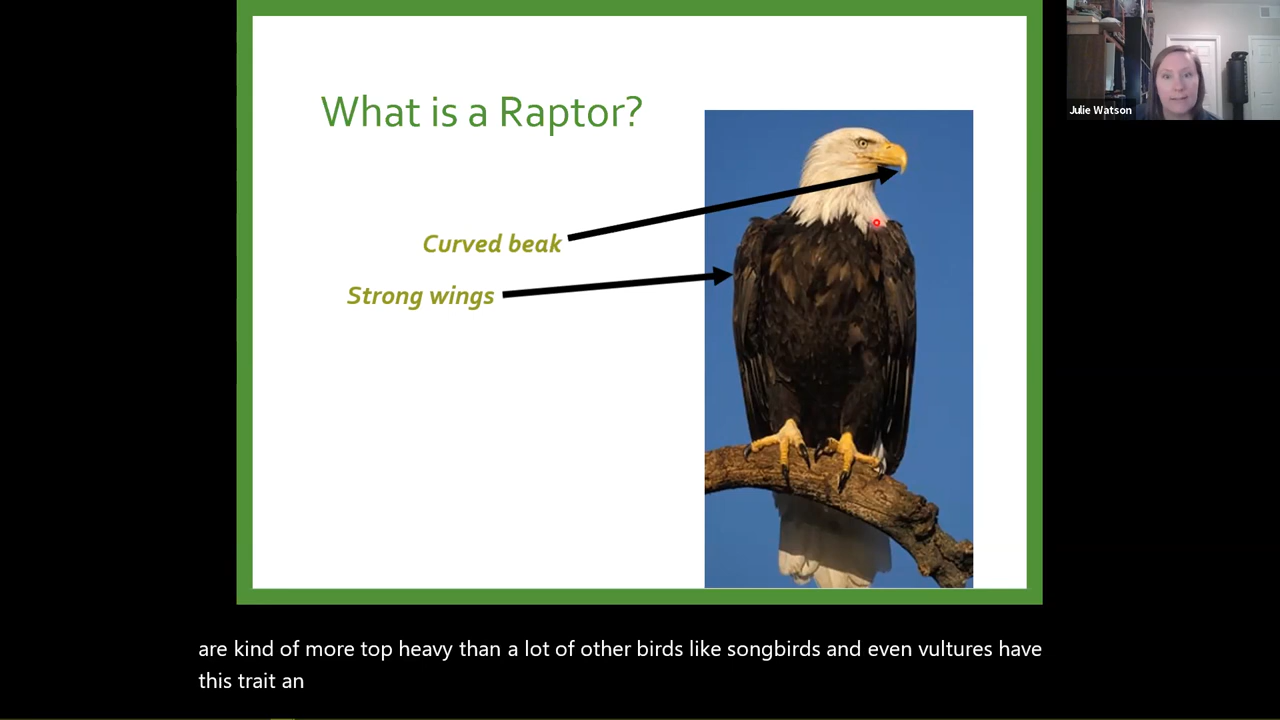 What is a Raptor?
Curved beak
Strong wings
Julie Watson
are kind of more top heavy than a lot of other birds like songbirds and even vultures have
this trait an